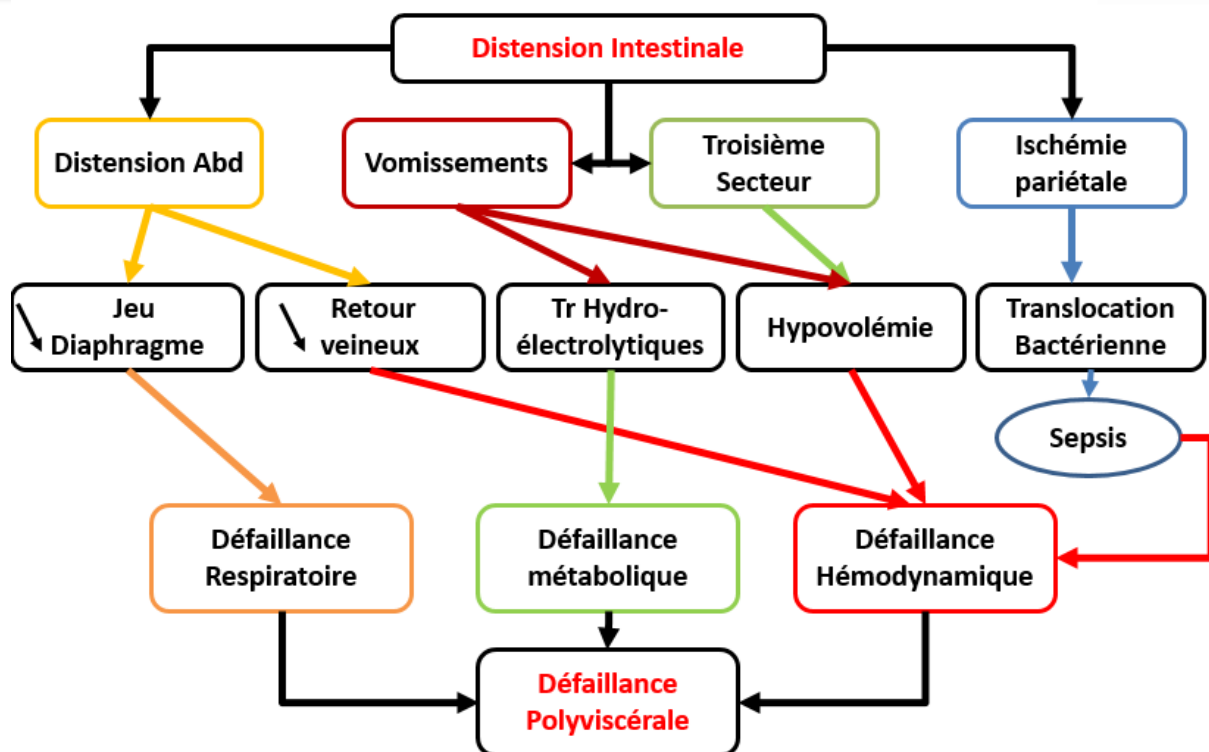 Distension Intestinale
Distension Abd
Vomissements
Troisième
Secteur
Ischémie
pariétale
Jeu
Diaphragme
Retour
veineux
Tr Hydro-
électrolytiques
Hypovolémie
Translocation
Bactérienne
Sepsis
Défaillance
Respiratoire
Défaillance
métabolique
Défaillance
Hémodynamique
Défaillance
Polyviscérale